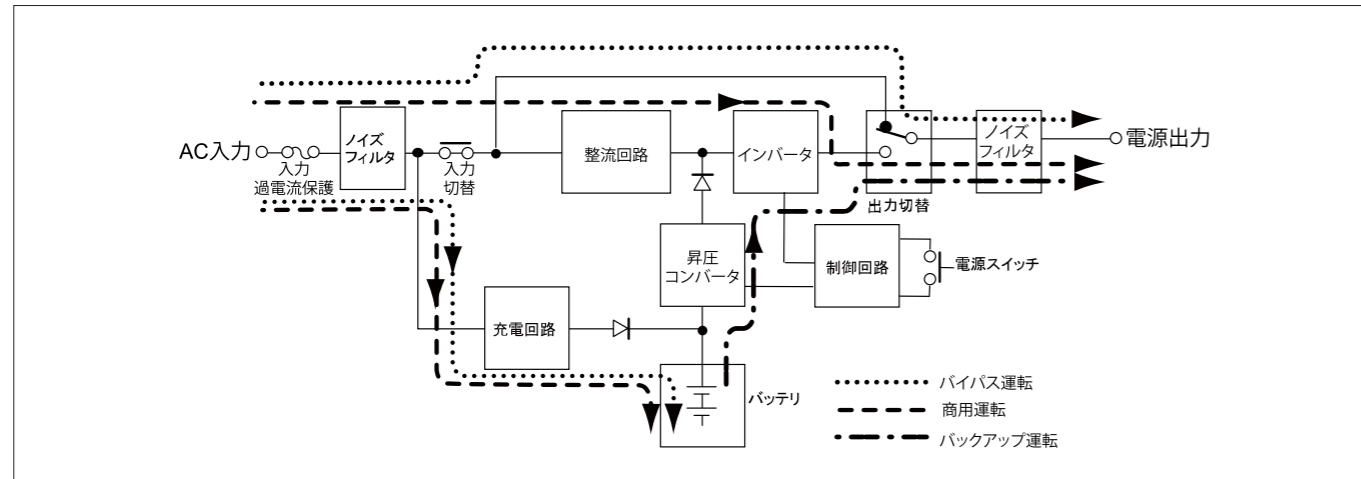 AC入力
入力
過電流保護
ノイズ
フィルタ
入力
切替
整流回路
インバータ
出力切替
ノイズ
フィルタ
電源出力
昇圧
コンバータ
制御回路
電源スイッチ
充電回路
バッテリ
バイパス運転
商用運転
バックアップ運転